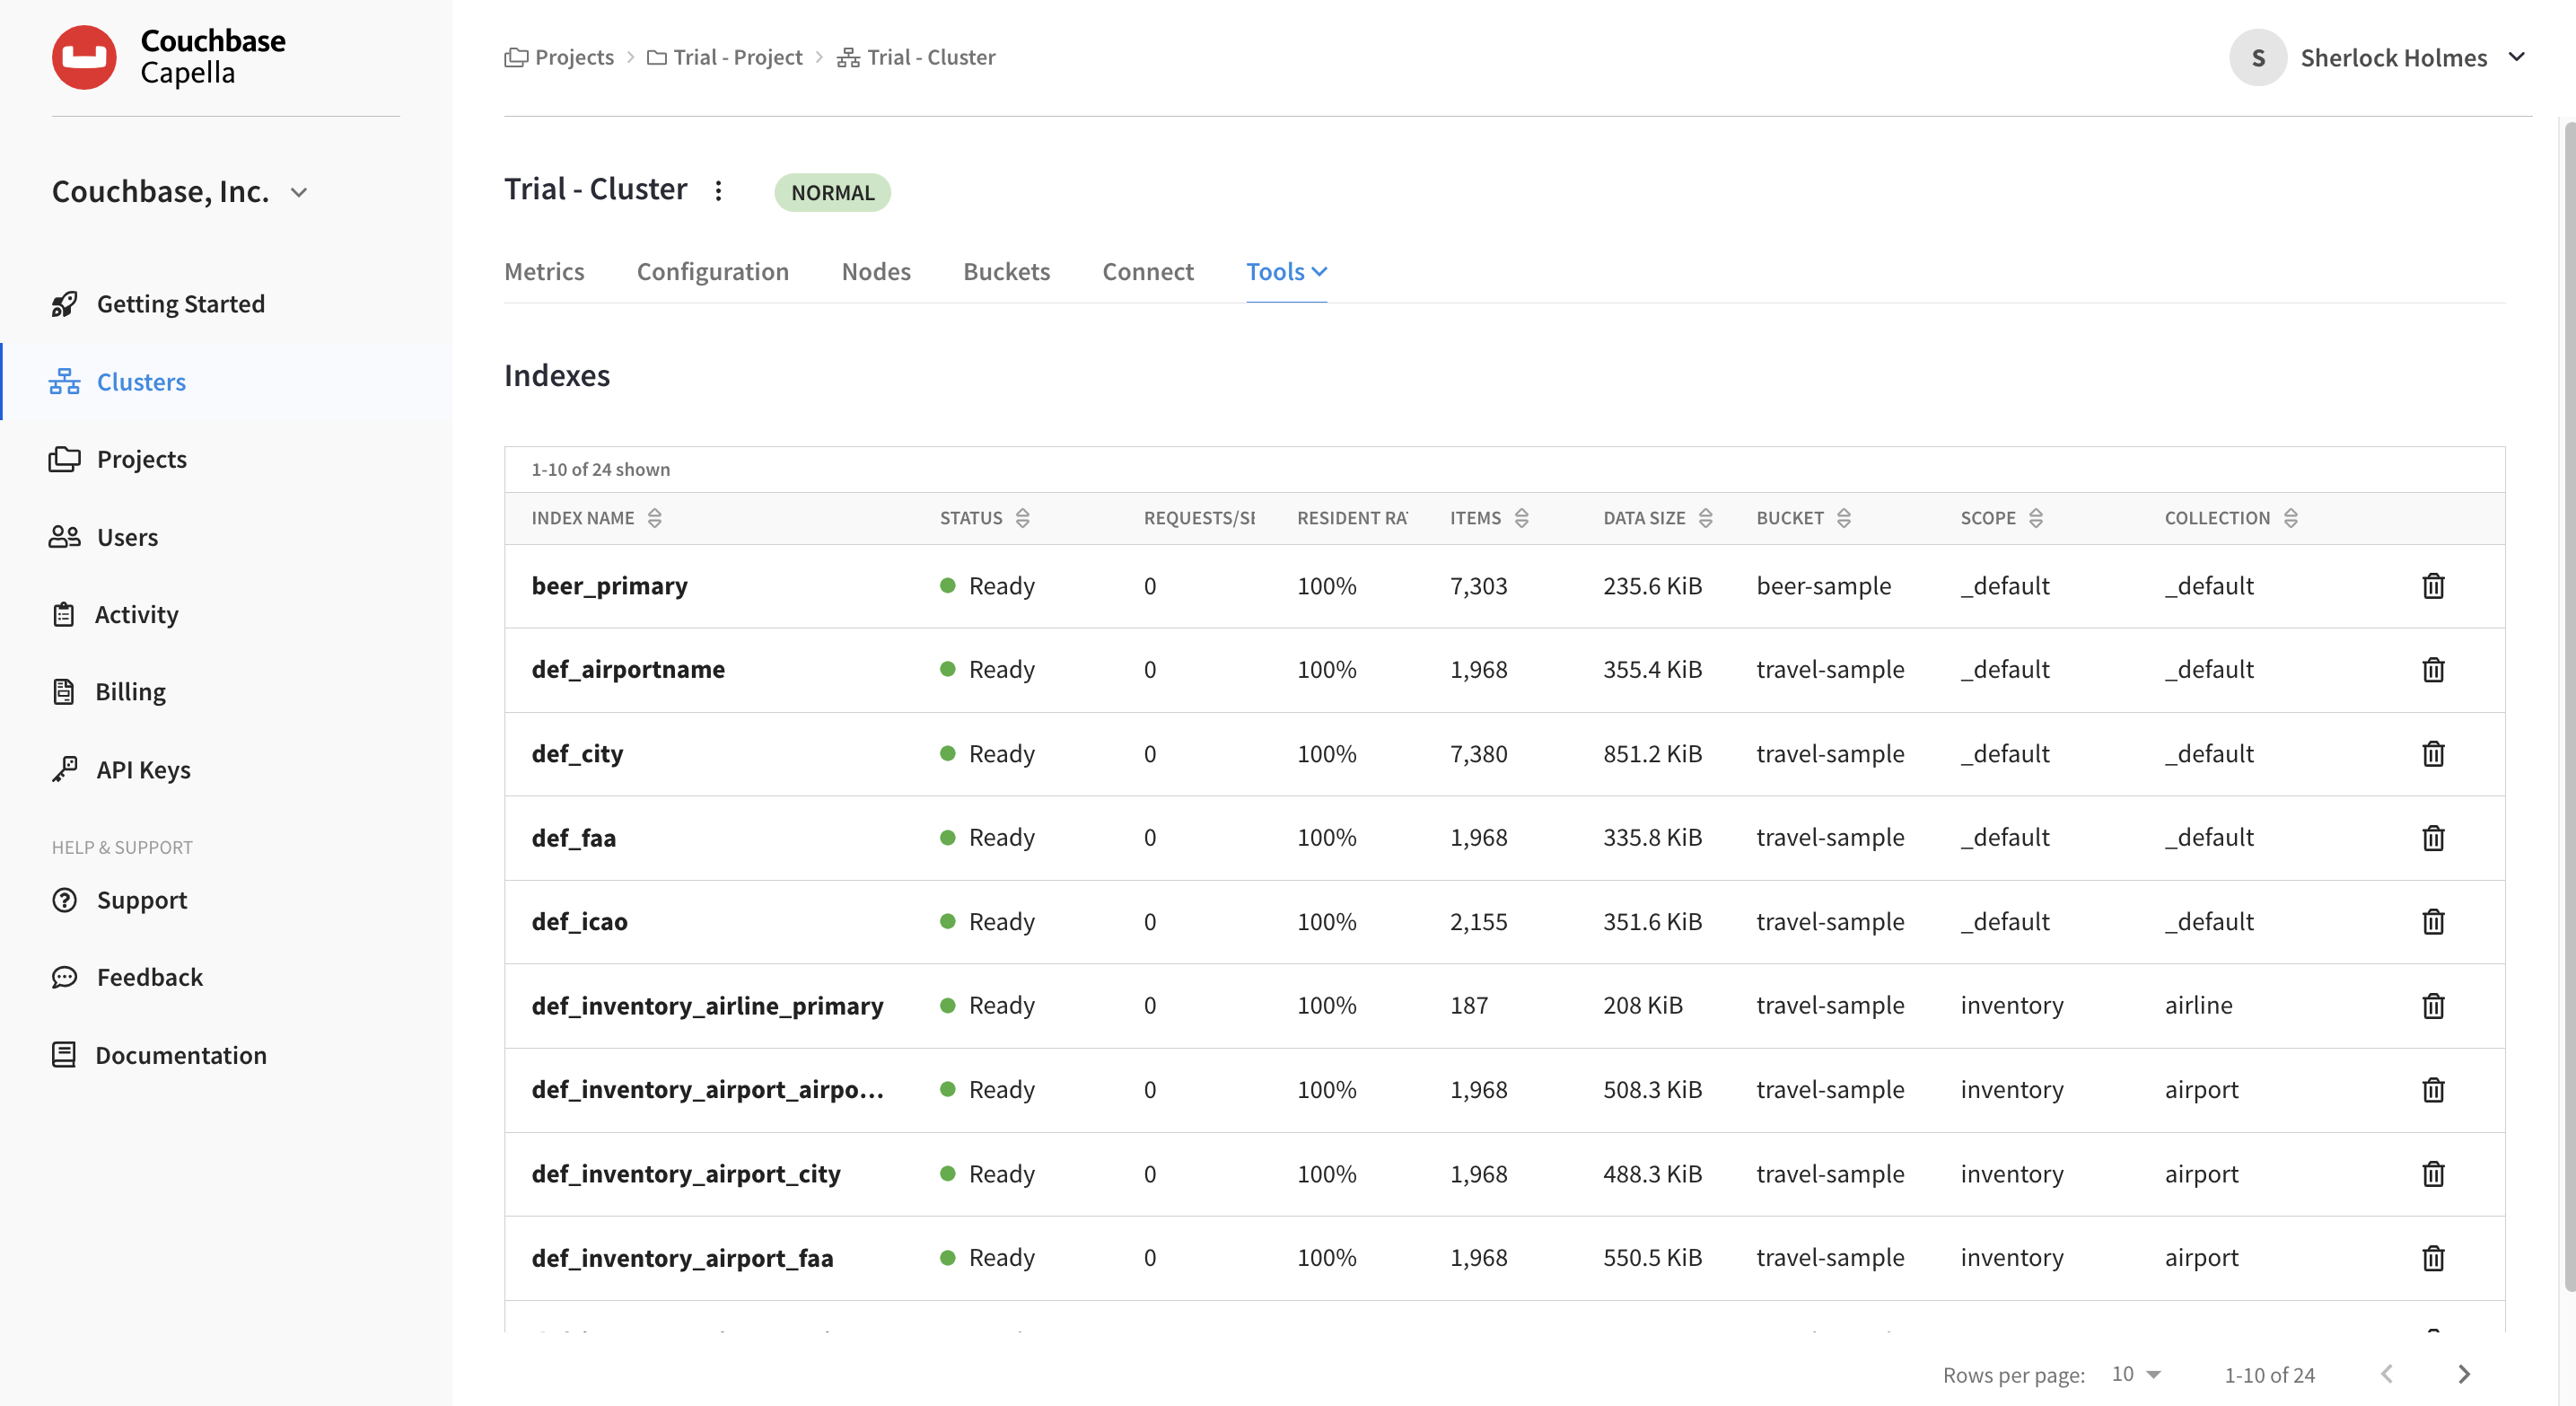 Couchbase
Capella
Projects > Trial - Project > Trial - Cluster
S Sherlock Holmes
Couchbase, Inc.
Getting Started
Clusters
Projects
Users
Activity
Billing
API Keys
HELP & SUPPORT
Support
Feedback
Documentation
Trial - Cluster NORMAL
Metrics Configuration Nodes Buckets Connect Tools
Indexes
1-10 of 24 shown
INDEX NAME STATUS REQUESTS/SE RESIDENT RAT ITEMS DATA SIZE BUCKET SCOPE COLLECTION
beer_primary Ready 0 100% 7,303 235.6 KiB beer-sample _default _default
def_airportname Ready 0 100% 1,968 355.4 KiB travel-sample _default _default
def_city Ready 0 100% 7,380 851.2 KiB travel-sample _default _default
def_faa Ready 0 100% 1,968 335.8 KiB travel-sample _default _default
def_icao Ready 0 100% 2,155 351.6 KiB travel-sample _default _default
def_inventory_airline_primary Ready 0 100% 187 208 KiB travel-sample inventory airline
def_inventory_airport_airpo... Ready 0 100% 1,968 508.3 KiB travel-sample inventory airport
def_inventory_airport_city Ready 0 100% 1,968 488.3 KiB travel-sample inventory airport
def_inventory_airport_faa Ready 0 100% 1,968 550.5 KiB travel-sample inventory airport
Rows per page: 10 1-10 of 24